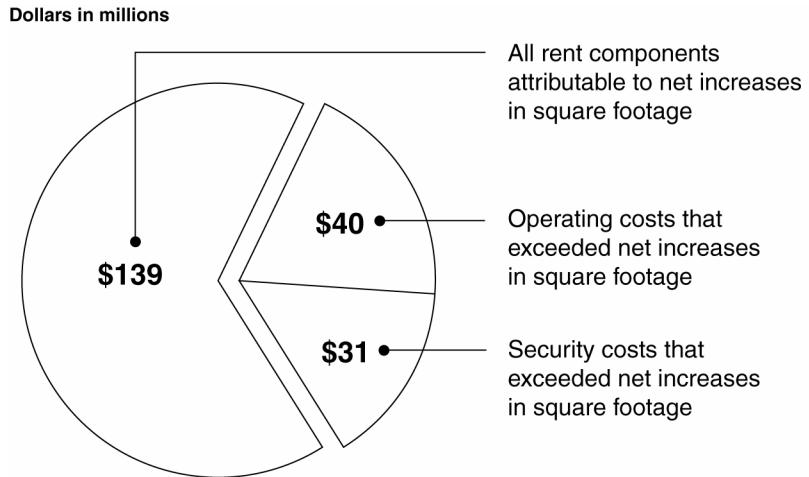 Dollars in millions
All rent components
attributable to net increases
in square footage
$139
$40
Operating costs that
exceeded net increases
in square footage
$31
Security costs that
exceeded net increases
in square footage